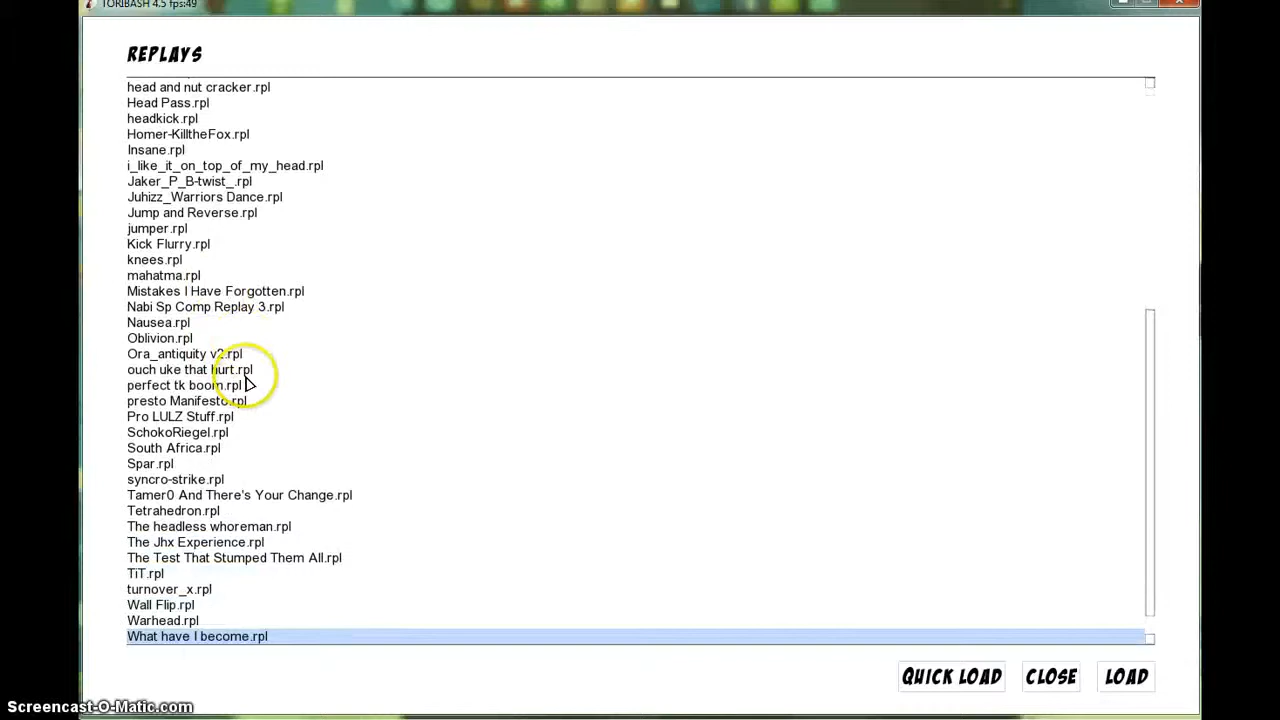 TORIBASH 4.5 fps:49
REPLAYS
head and nut cracker.rpl
Head Pass.rpl
headkick.rpl
Homer-KilltheFox.rpl
Insane.rpl
i_like_it_on_top_of_my_head.rpl
Jaker_P_B-twist_.rpl
Juhizz_Warriors Dance.rpl
Jump and Reverse.rpl
jumper.rpl
Kick Flurry.rpl
knees.rpl
mahatma.rpl
Mistakes I Have Forgotten.rpl
Nabi Sp Comp Replay 3.rpl
Nausea.rpl
Oblivion.rpl
Ora_antiquity v2.rpl
ouch uke that hurt.rpl
perfect tk boom.rpl
presto Manifesto.rpl
Pro LULZ Stuff.rpl
SchokoRiegel.rpl
South Africa.rpl
Spar.rpl
syncro-strike.rpl
Tamer0 And There's Your Change.rpl
Tetrahedron.rpl
The headless whoreman.rpl
The Jhx Experience.rpl
The Test That Stumped Them All.rpl
TiT.rpl
turnover_x.rpl
Wall Flip.rpl
Warhead.rpl
What have I become.rpl
QUICK LOAD CLOSE LOAD
Screencast-O-Matic.com